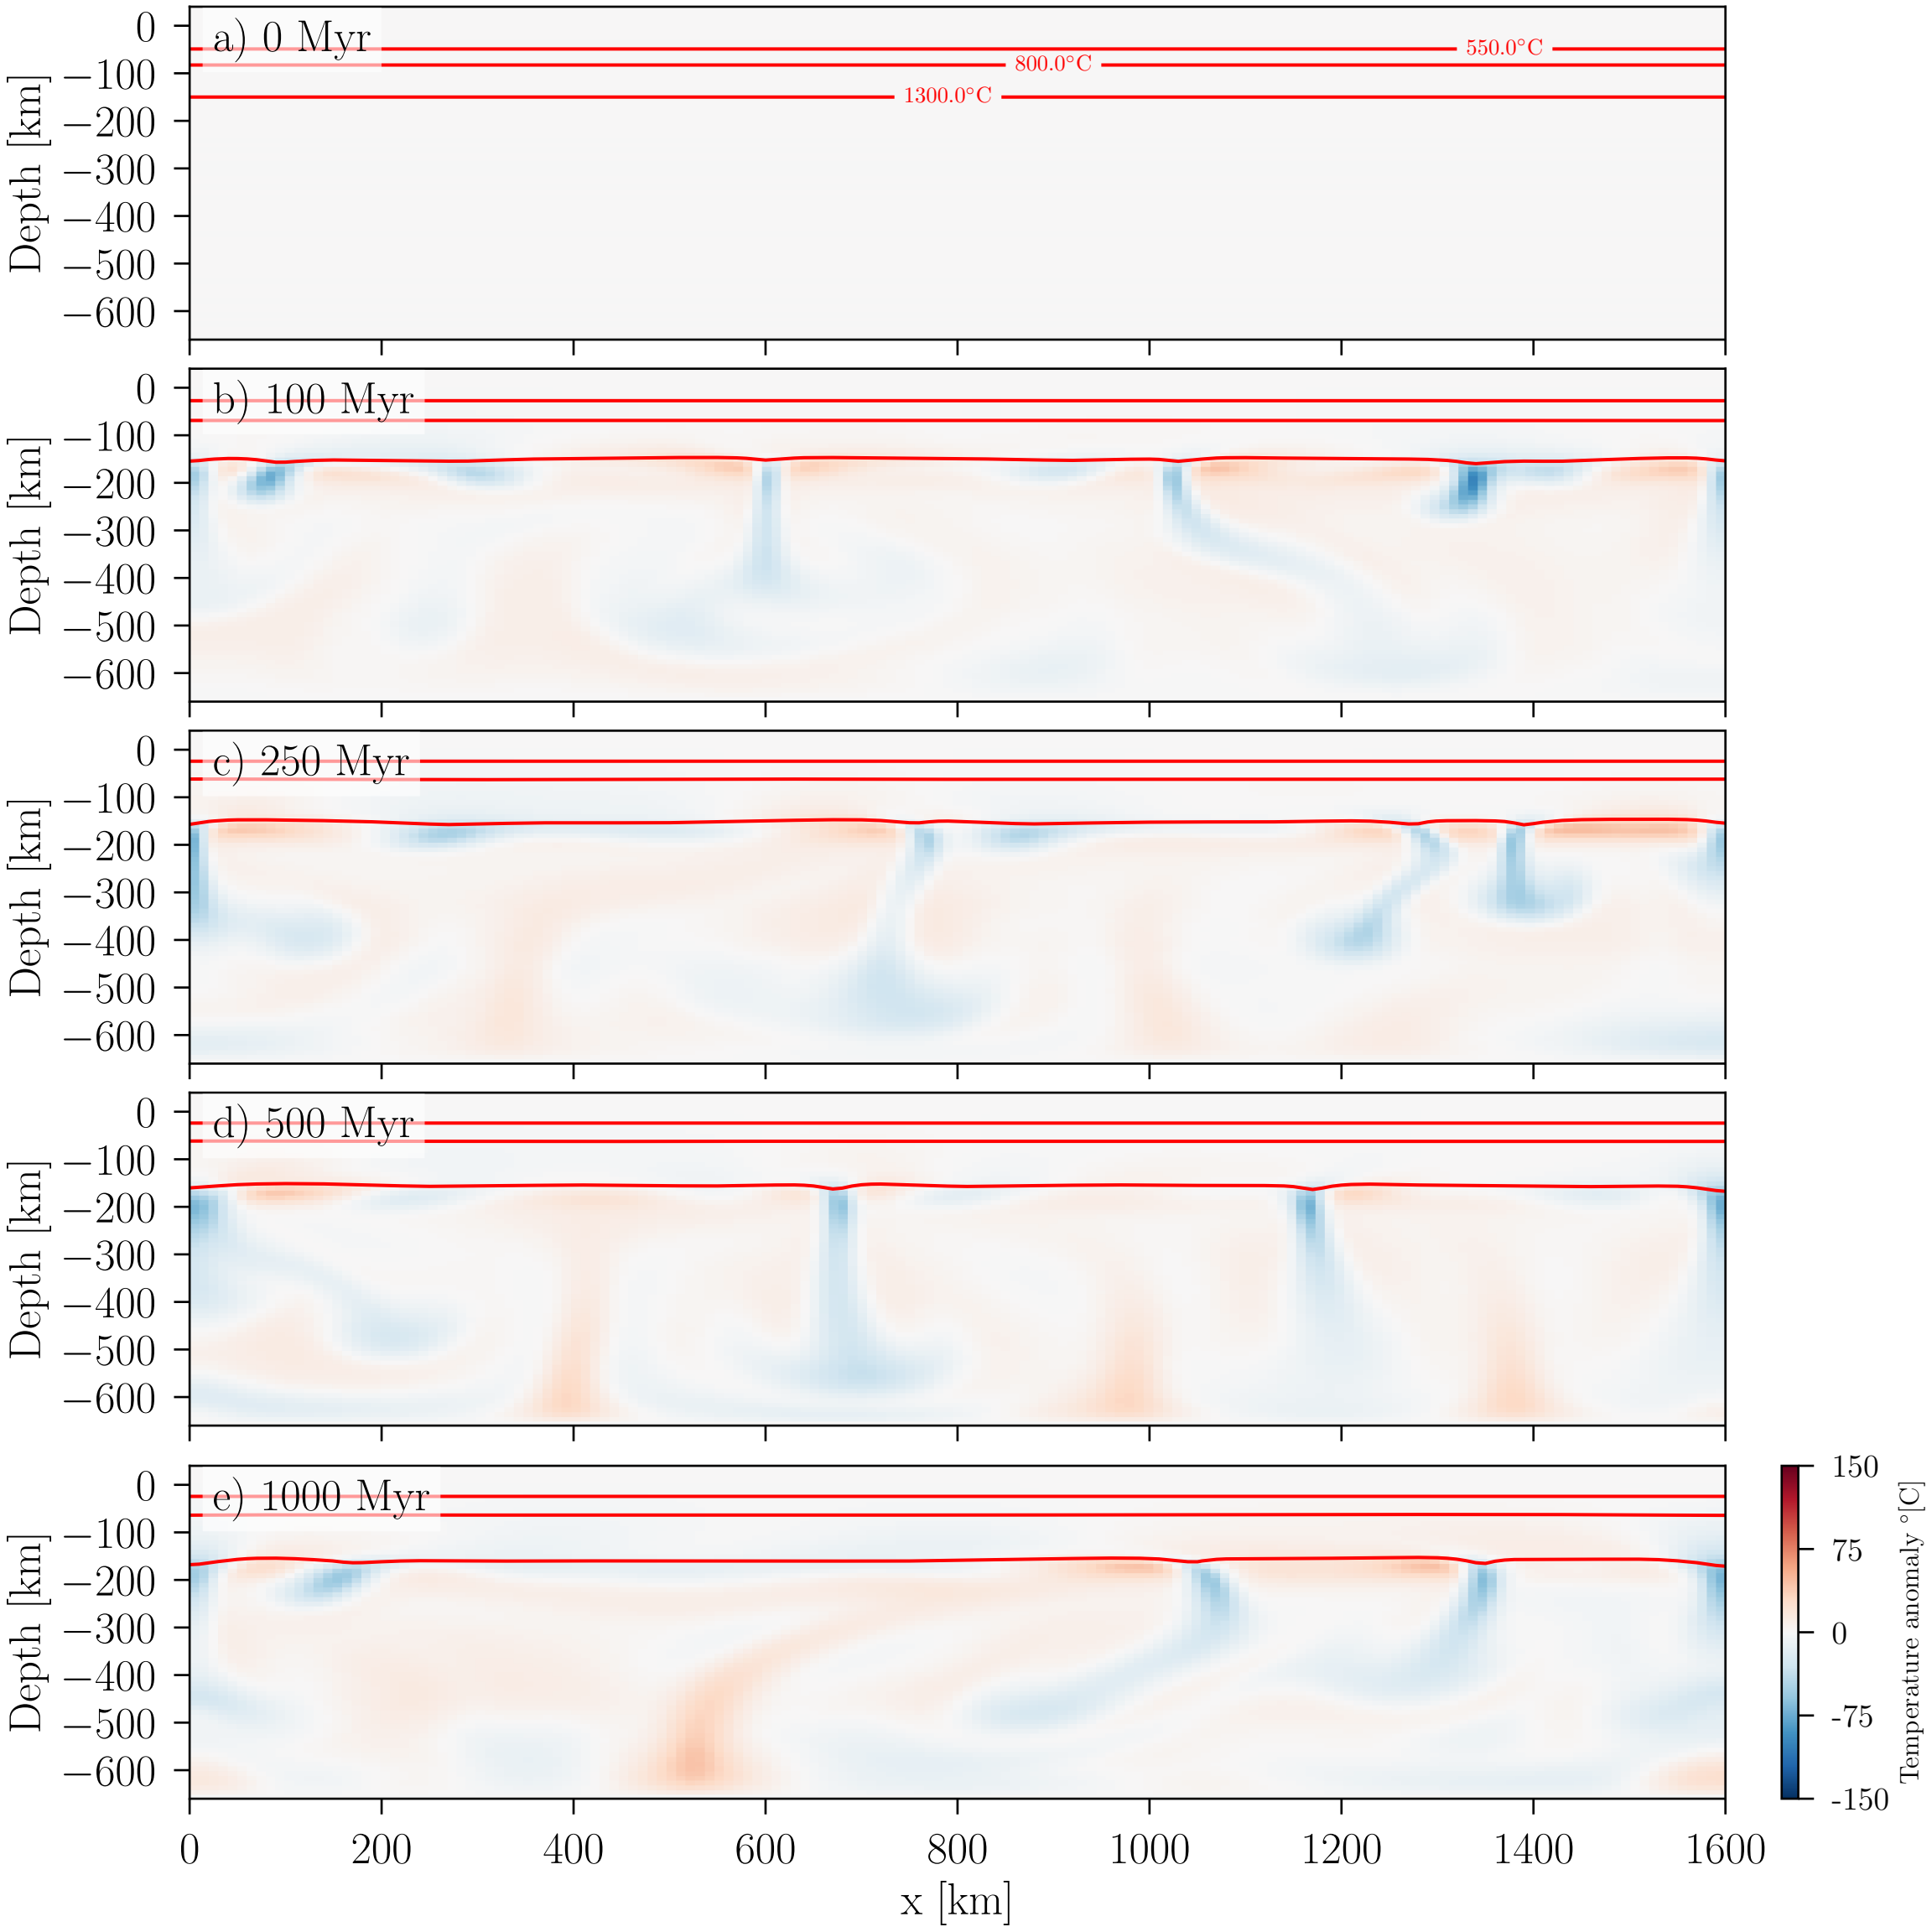 a) 0 Myr
550.0°C
800.0°C
1300.0°C
0
−100
−200
−300
−400
−500
−600
Depth [km]
b) 100 Myr
0
−100
−200
−300
−400
−500
−600
Depth [km]
c) 250 Myr
0
−100
−200
−300
−400
−500
−600
Depth [km]
d) 500 Myr
0
−100
−200
−300
−400
−500
−600
Depth [km]
e) 1000 Myr
0
−100
−200
−300
−400
−500
−600
Depth [km]
0 200 400 600 800 1000 1200 1400 1600
x [km]
150
75
0
-75
-150
Temperature anomaly °[C]